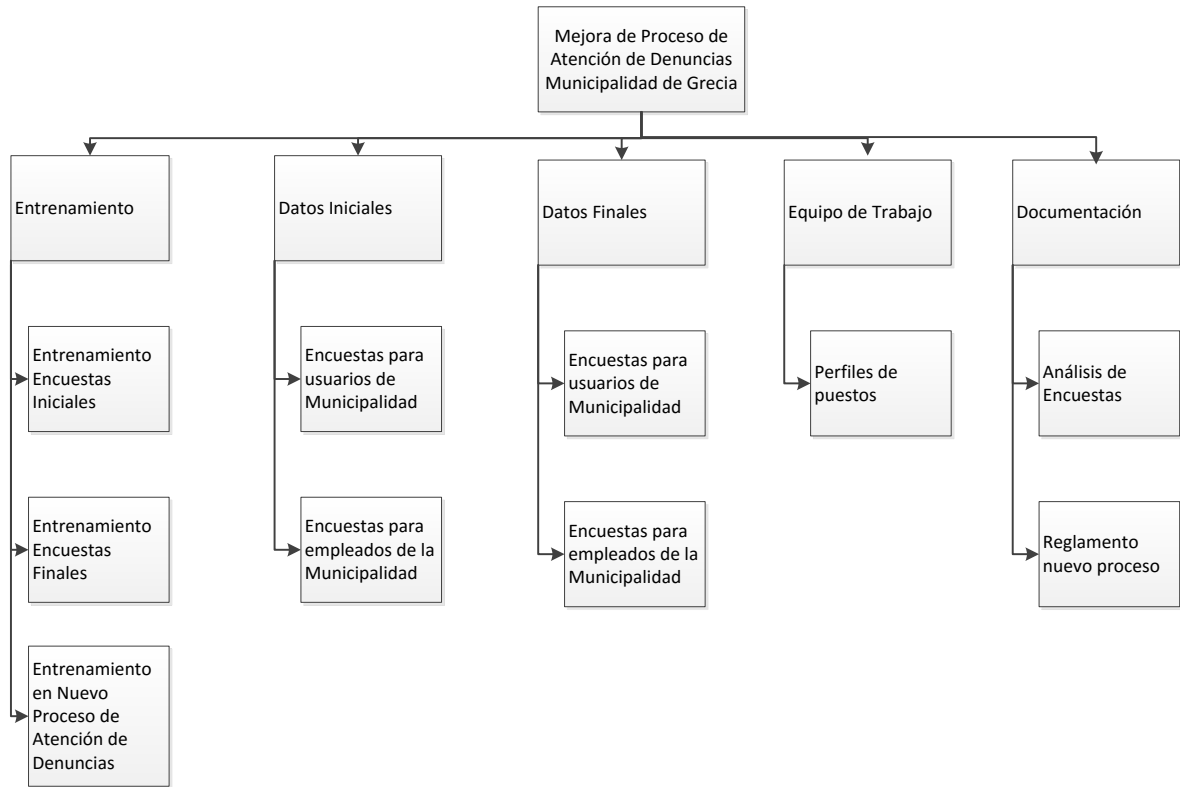 Mejora de Proceso de
Atención de Denuncias
Municipalidad de Grecia
Entrenamiento
Datos Iniciales
Datos Finales
Equipo de Trabajo
Documentación
Entrenamiento
Encuestas
Iniciales
Encuestas para
usuarios de
Municipalidad
Encuestas para
usuarios de
Municipalidad
Perfiles de
puestos
Análisis de
Encuestas
Entrenamiento
Encuestas
Finales
Encuestas para
empleados de la
Municipalidad
Encuestas para
empleados de la
Municipalidad
Reglamento
nuevo proceso
Entrenamiento
en Nuevo
Proceso de
Atención de
Denuncias